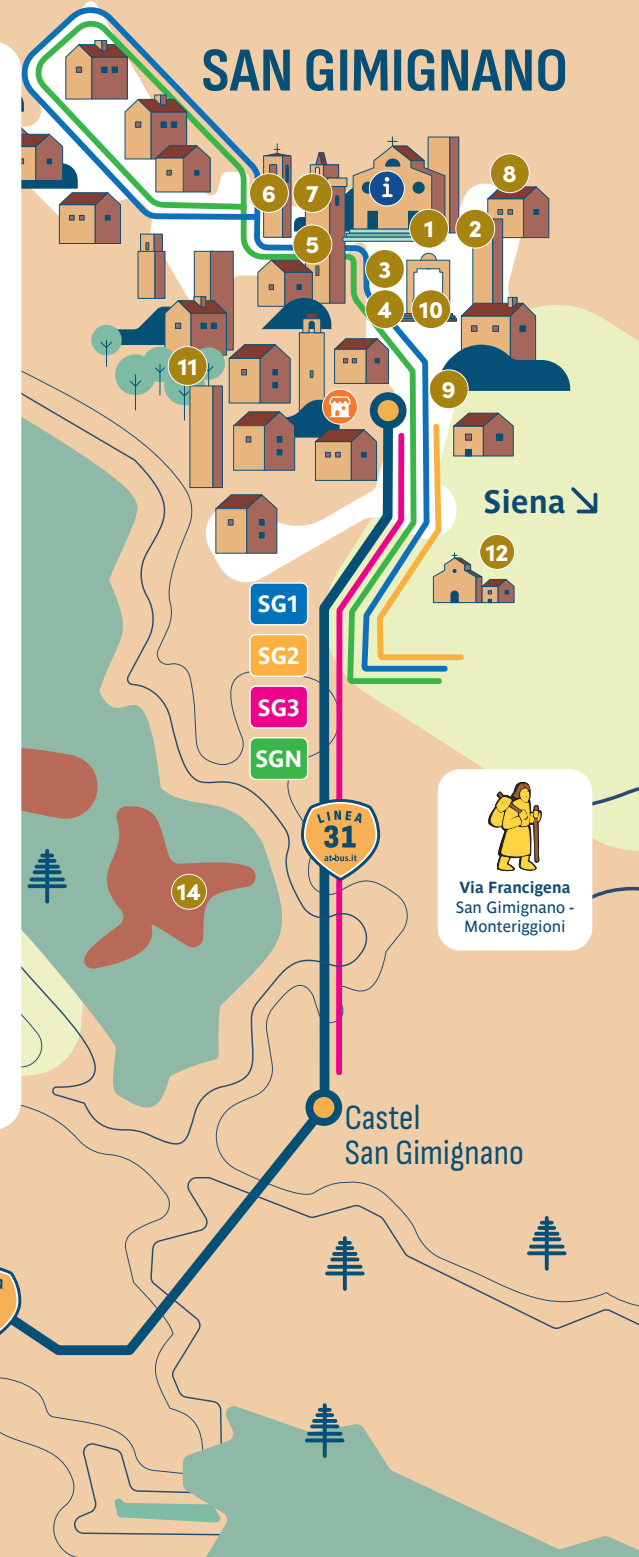 SAN GIMIGNANO
i
6
7
8
1
2
5
3
4
10
11
9
Siena
12
SG1
SG2
SG3
SGN
LINEA
31
at-bus.it
14
Via Francigena
San Gimignano -
Monteriggioni
Castel
San Gimignano